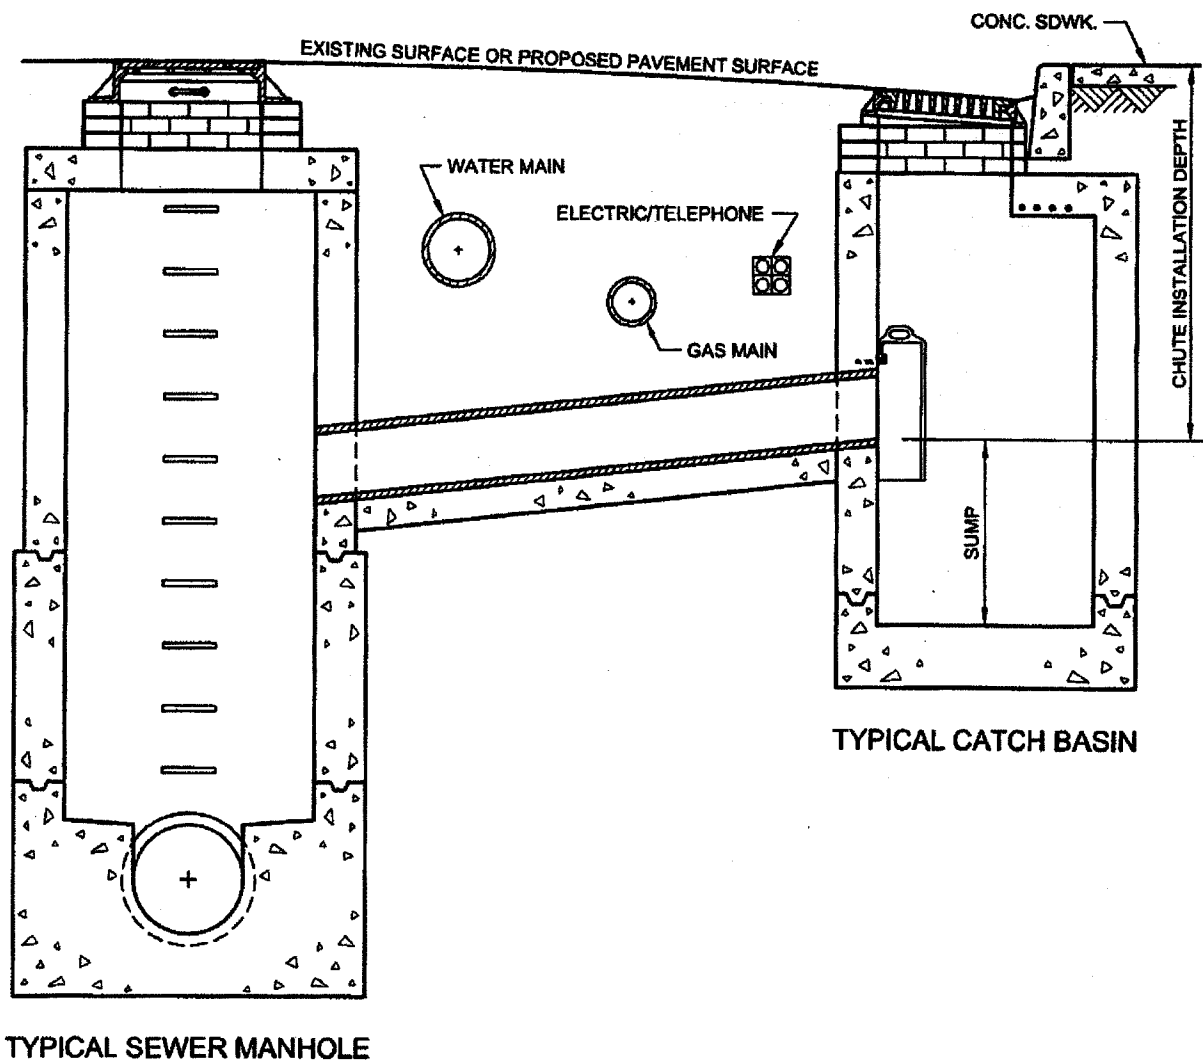 CONC. SDWK.
EXISTING SURFACE OR PROPOSED PAVEMENT SURFACE
WATER MAIN
ELECTRIC/TELEPHONE
GAS MAIN
CHUTE INSTALLATION DEPTH
SUMP
TYPICAL CATCH BASIN
TYPICAL SEWER MANHOLE